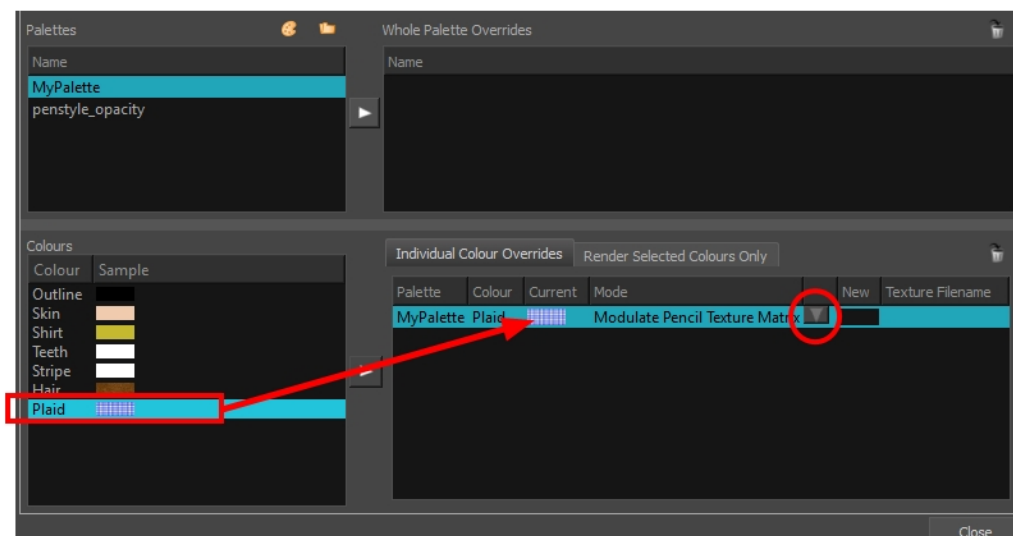 Palettes
Whole Palette Overrides
Name
Name
MyPalette
penstyle_opacity
Colours
Individual Colour Overrides
Render Selected Colours Only
Colour Sample
Palette Colour Current Mode New Texture Filename
Outline
MyPalette Plaid Modulate Pencil Texture Matrix
Skin
Shirt
Teeth
Stripe
Hair
Plaid
Close